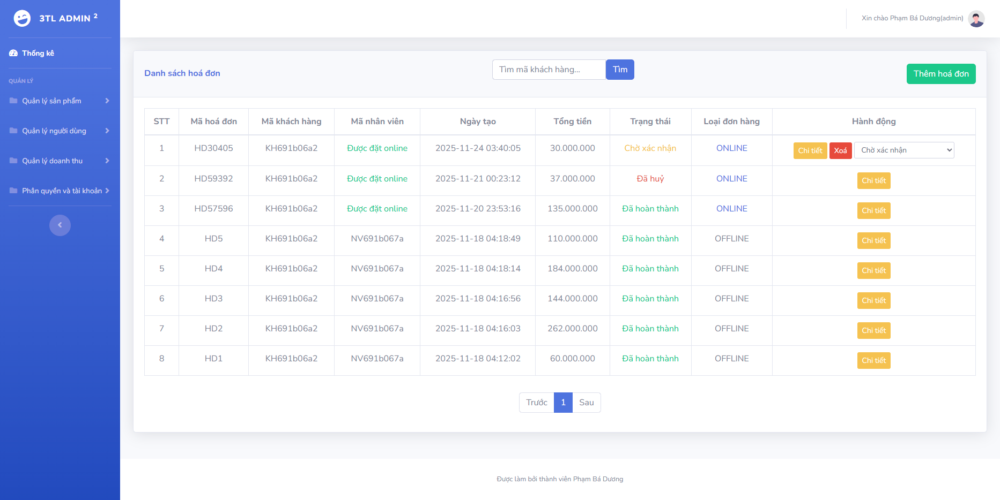 3TL ADMIN 2
Xin chào Phạm Bá Dương(admin)
Thống kê
QUẢN LÝ
Quản lý sản phẩm
Quản lý người dùng
Quản lý doanh thu
Phân quyền và tài khoản
Danh sách hoá đơn
Tìm mã khách hàng... Tìm
Thêm hoá đơn
STT Mã hoá đơn Mã khách hàng Mã nhân viên Ngày tạo Tổng tiền Trạng thái Loại đơn hàng Hành động
1 HD30405 KH691b06a2 Được đặt online 2025-11-24 03:40:05 30.000.000 Chờ xác nhận ONLINE Chi tiết Xoá Chờ xác nhận
2 HD59392 KH691b06a2 Được đặt online 2025-11-21 00:23:12 37.000.000 Đã huỷ ONLINE Chi tiết
3 HD57596 KH691b06a2 Được đặt online 2025-11-20 23:53:16 135.000.000 Đã hoàn thành ONLINE Chi tiết
4 HD5 KH691b06a2 NV691b067a 2025-11-18 04:18:49 110.000.000 Đã hoàn thành OFFLINE Chi tiết
5 HD4 KH691b06a2 NV691b067a 2025-11-18 04:18:14 184.000.000 Đã hoàn thành OFFLINE Chi tiết
6 HD3 KH691b06a2 NV691b067a 2025-11-18 04:16:56 144.000.000 Đã hoàn thành OFFLINE Chi tiết
7 HD2 KH691b06a2 NV691b067a 2025-11-18 04:16:03 262.000.000 Đã hoàn thành OFFLINE Chi tiết
8 HD1 KH691b06a2 NV691b067a 2025-11-18 04:12:02 60.000.000 Đã hoàn thành OFFLINE Chi tiết
Trước 1 Sau
Được làm bởi thành viên Phạm Bá Dương